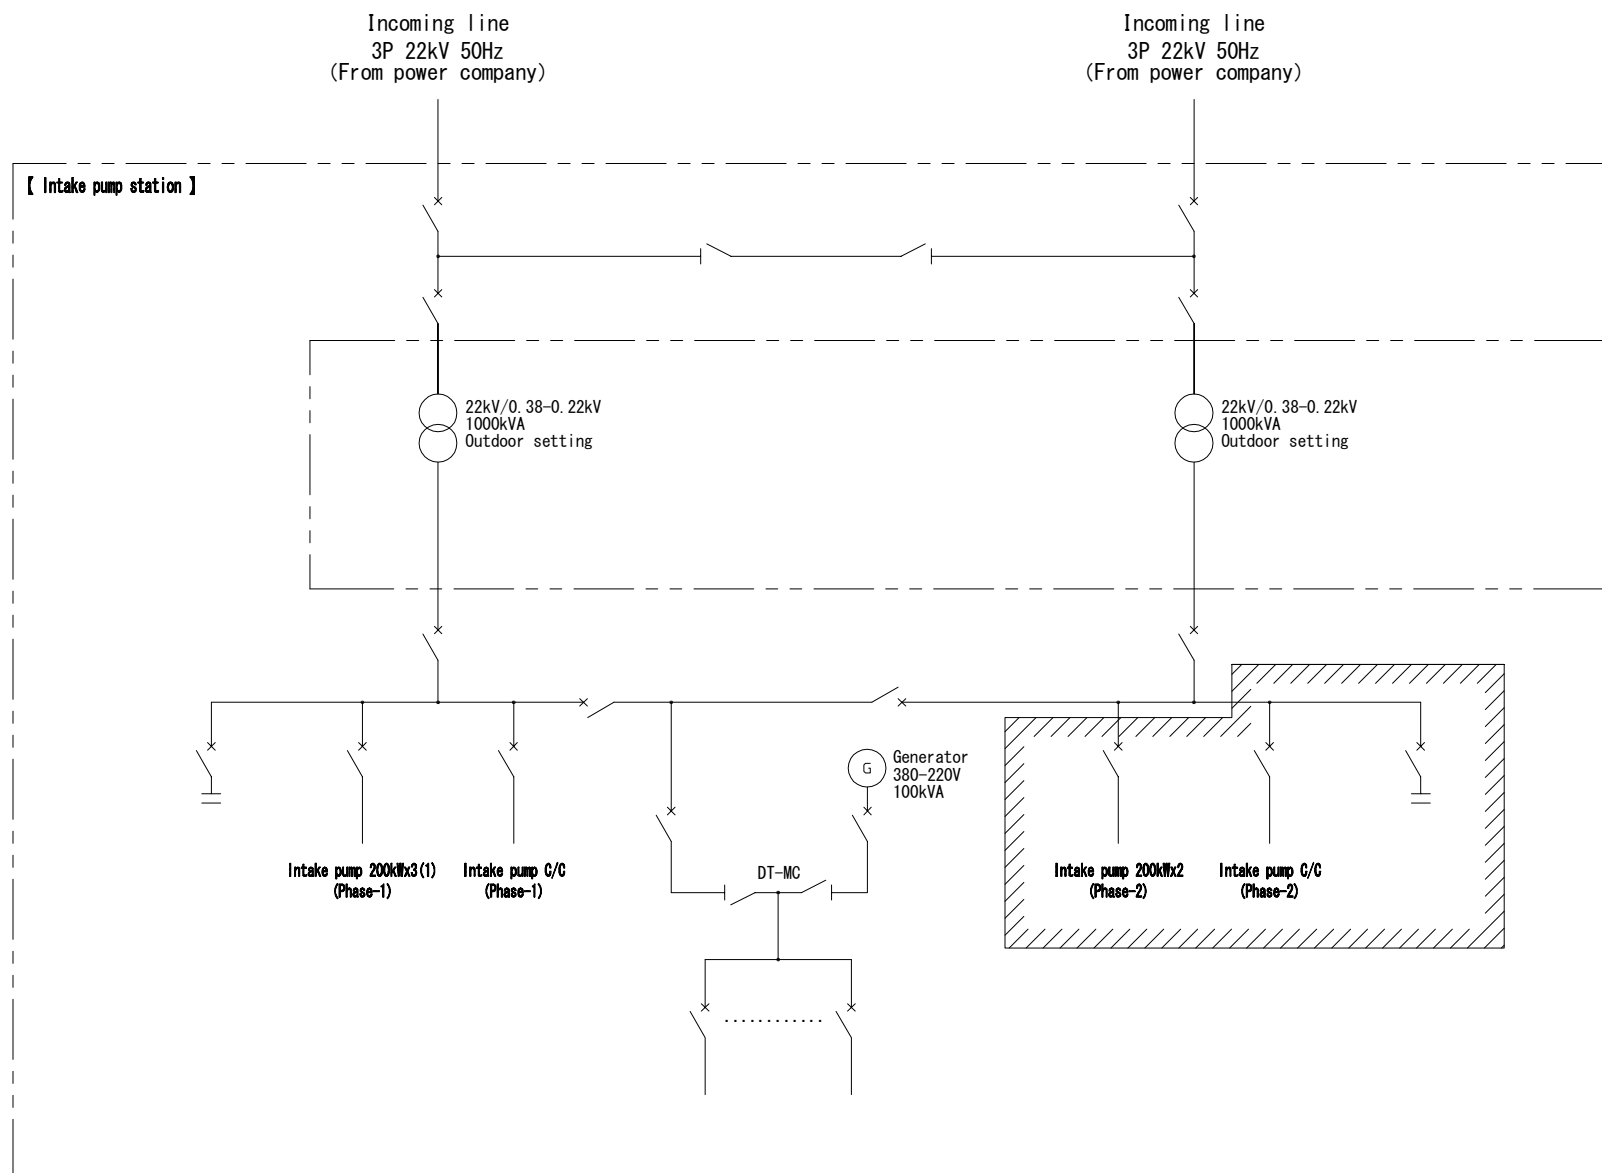 Incoming line
3P 22kV 50Hz
(From power company)
Incoming line
3P 22kV 50Hz
(From power company)
【 Intake pump station 】
22kV/0.38-0.22kV
1000kVA
Outdoor setting
22kV/0.38-0.22kV
1000kVA
Outdoor setting
G
Generator
380-220V
100kVA
Intake pump 200kWx3(1)
(Phase-1)
Intake pump C/C
(Phase-1)
DT-MC
Intake pump 200kWx2
(Phase-2)
Intake pump C/C
(Phase-2)